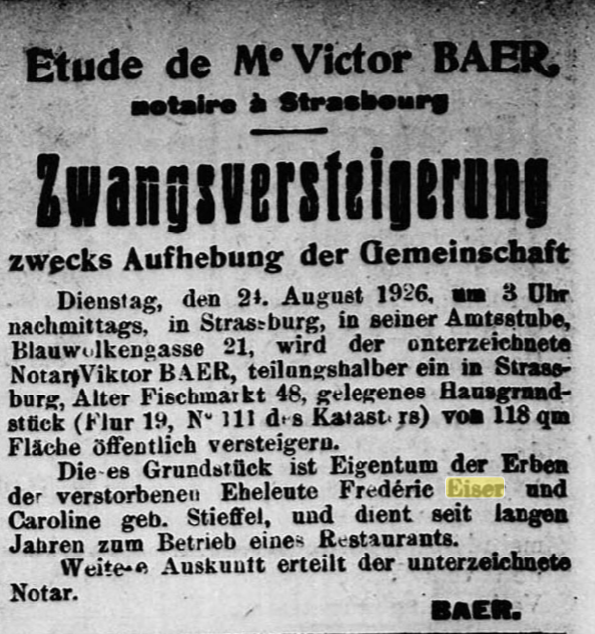 Etude de Mᵉ Victor BAER,
notaire à Strasbourg
Zwangsversteigerung
zwecks Aufhebung der Gemeinschaft
Dienstag, den 24. August 1926, um 3 Uhr
nachmittags, in Strassburg, in seiner Amtsstube,
Blauwolkengasse 21, wird der unterzeichnete
Notar, Viktor BAER, teilungshalber ein in Strass-
burg, Alter Fischmarkt 48, gelegenes Hausgrund-
stück (Flur 19, Nº 111 des Katasters) von 118 qm
Fläche öffentlich versteigern.
Dieses Grundstück ist Eigentum der Erben
der verstorbenen Eheleute Fredéric Eiser und
Caroline geb. Stieffel, und dient seit langen
Jahren zum Betrieb eines Restaurants.
Weitere Auskunft erteilt der unterzeichnete
Notar.
BAER.